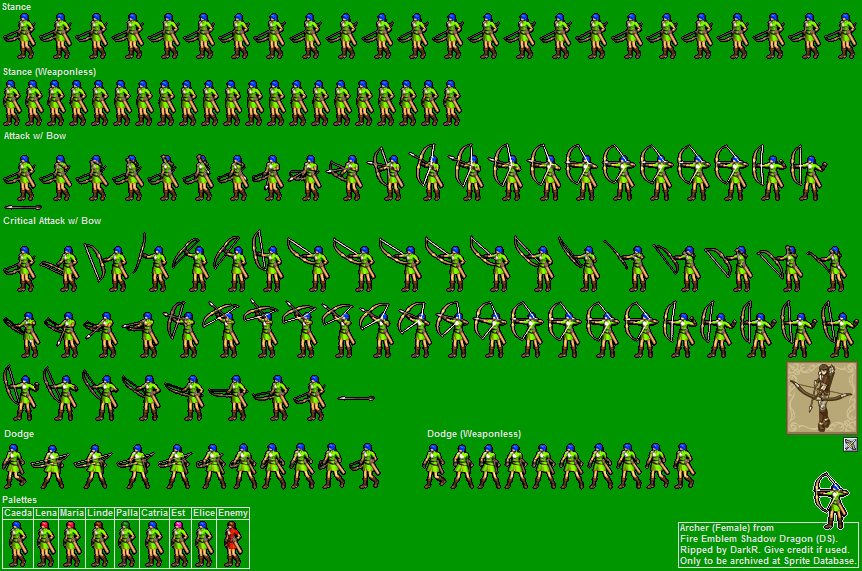 Stance
Stance (Weaponless)
Attack w/ Bow
Critical Attack w/ Bow
Dodge
Dodge (Weaponless)
Palettes
Caeda Lena Maria Linde Palla Catria Est Elice Enemy
Archer (Female) from
Fire Emblem Shadow Dragon (DS).
Ripped by DarkR. Give credit if used.
Only to be archived at Sprite Database.